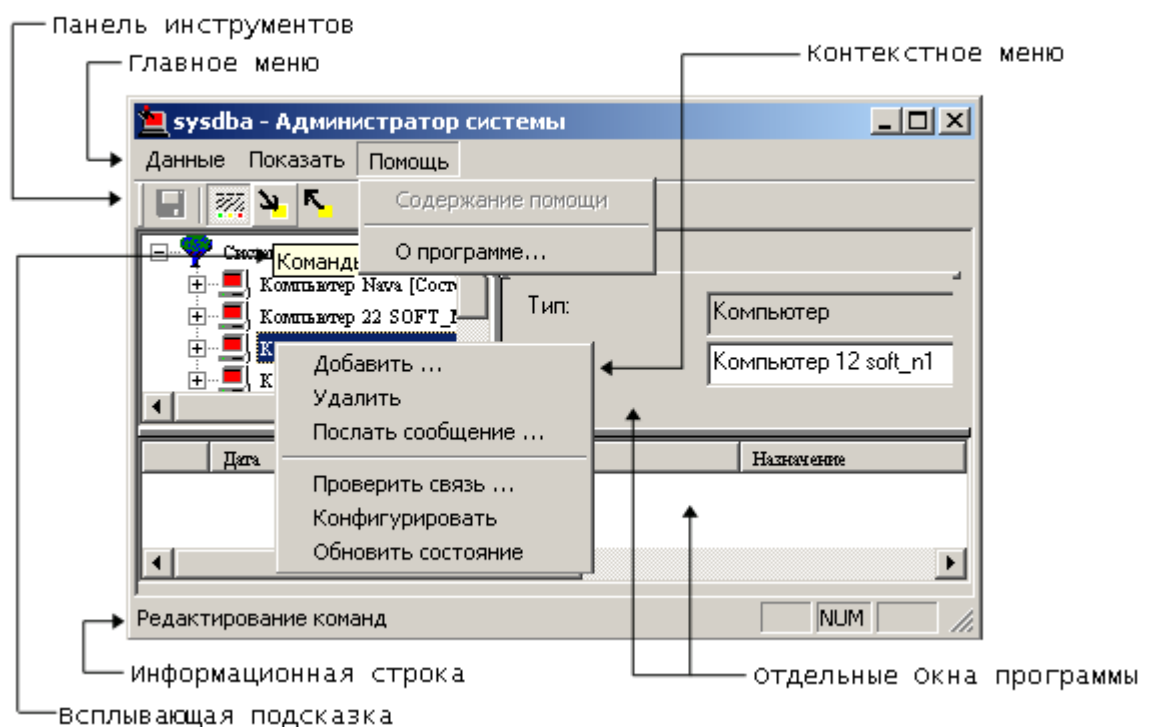 Панель инструментов
Главное меню
Контекстное меню
sysdba - Администратор системы
Данные Показать Помощь
Содержание помощи
О программе...
Команды
Компьютер Nava
Компьютер 22
Тип:
Компьютер
Компьютер 12 soft_n1
Добавить ...
Удалить
Послать сообщение ...
Проверить связь ...
Конфигурировать
Обновить состояние
Дата
Назначение
Редактирование команд
NUM
Информационная строка
Отдельные Окна программы
Всплывающая подсказка